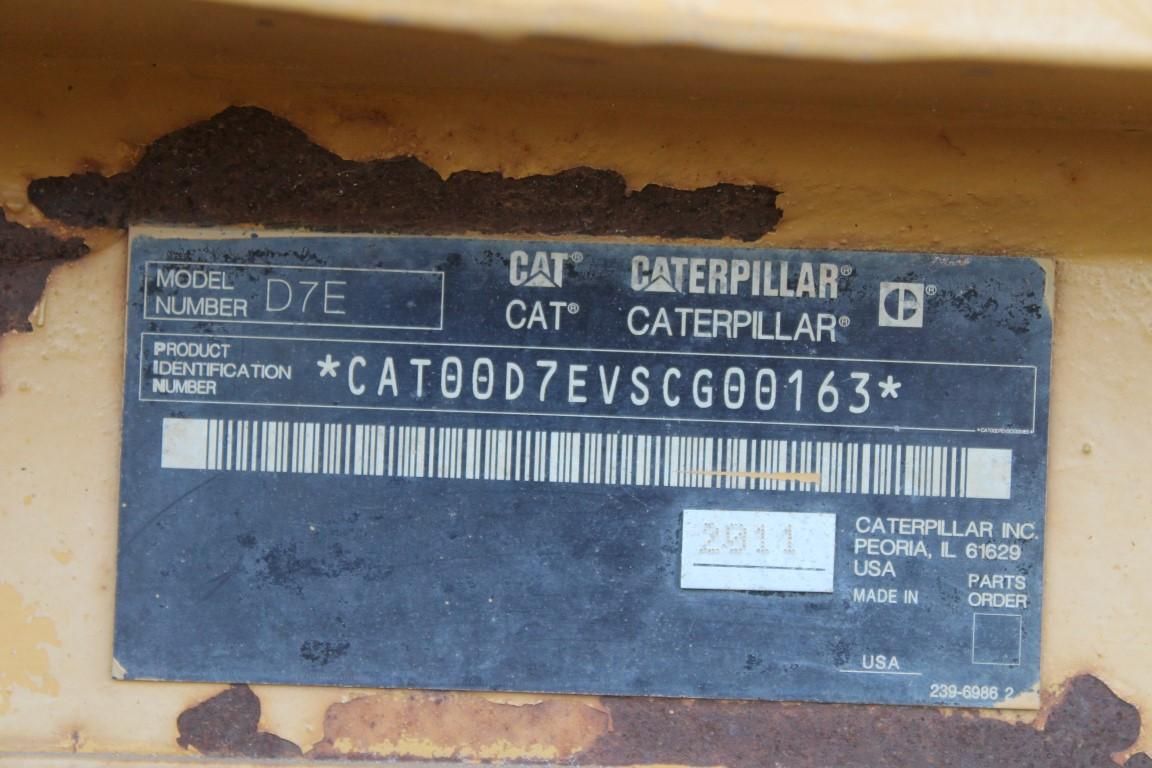 MODEL NUMBER D7E
CAT® CATERPILLAR®
CAT® CATERPILLAR® ®
PRODUCT
IDENTIFICATION
NUMBER
*CAT00D7EVSCG00163*
*CAT00D7EVSCG00163*
2011
CATERPILLAR INC.
PEORIA, IL 61629
USA
MADE IN
USA
PARTS
ORDER
239-6986 2